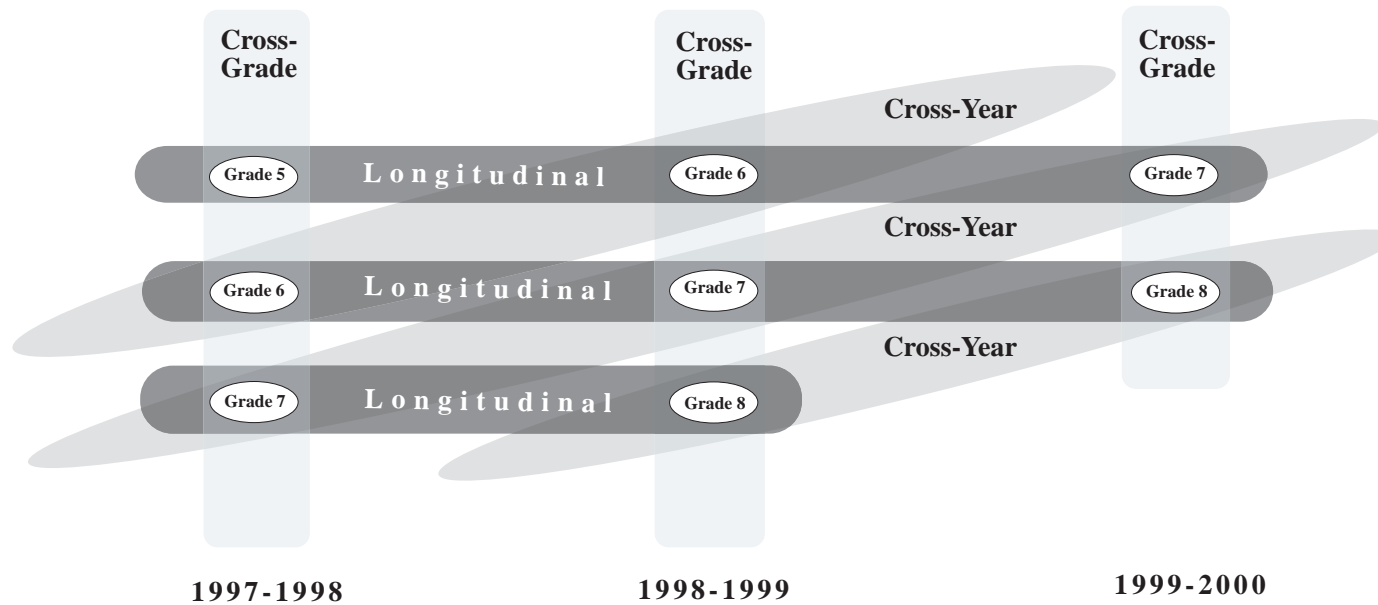 Cross-
Grade
Cross-
Grade
Cross-
Grade
Cross-Year
Grade 5
Longitudinal
Grade 6
Grade 7
Cross-Year
Grade 6
Longitudinal
Grade 7
Grade 8
Cross-Year
Grade 7
Longitudinal
Grade 8
1997-1998
1998-1999
1999-2000